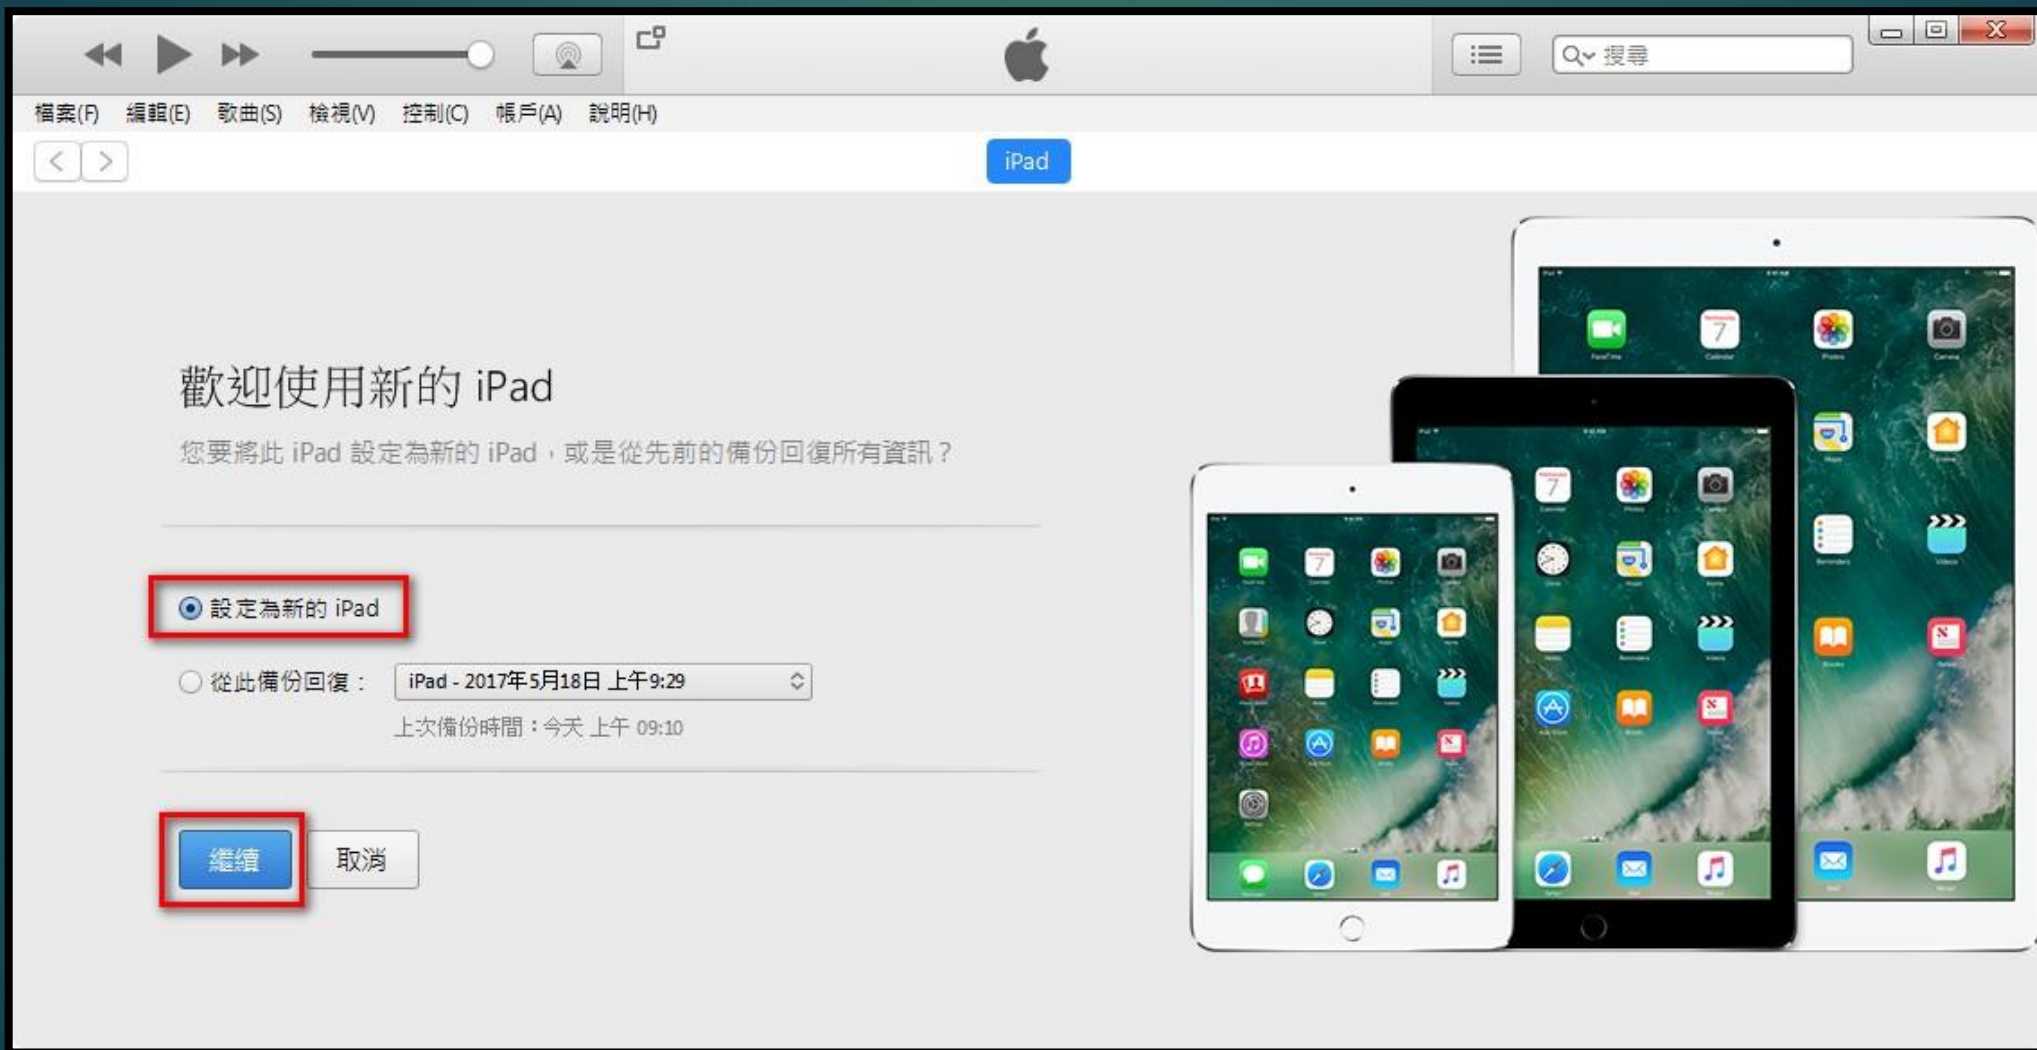 搜尋
檔案(F) 編輯(E) 歌曲(S) 檢視(V) 控制(C) 帳戶(A) 說明(H)
iPad
歡迎使用新的 iPad
您要將此 iPad 設定為新的 iPad，或是從先前的備份回復所有資訊？
設定為新的 iPad
從此備份回復： iPad - 2017年5月18日 上午9:29
上次備份時間：今天 上午 09:10
繼續 取消